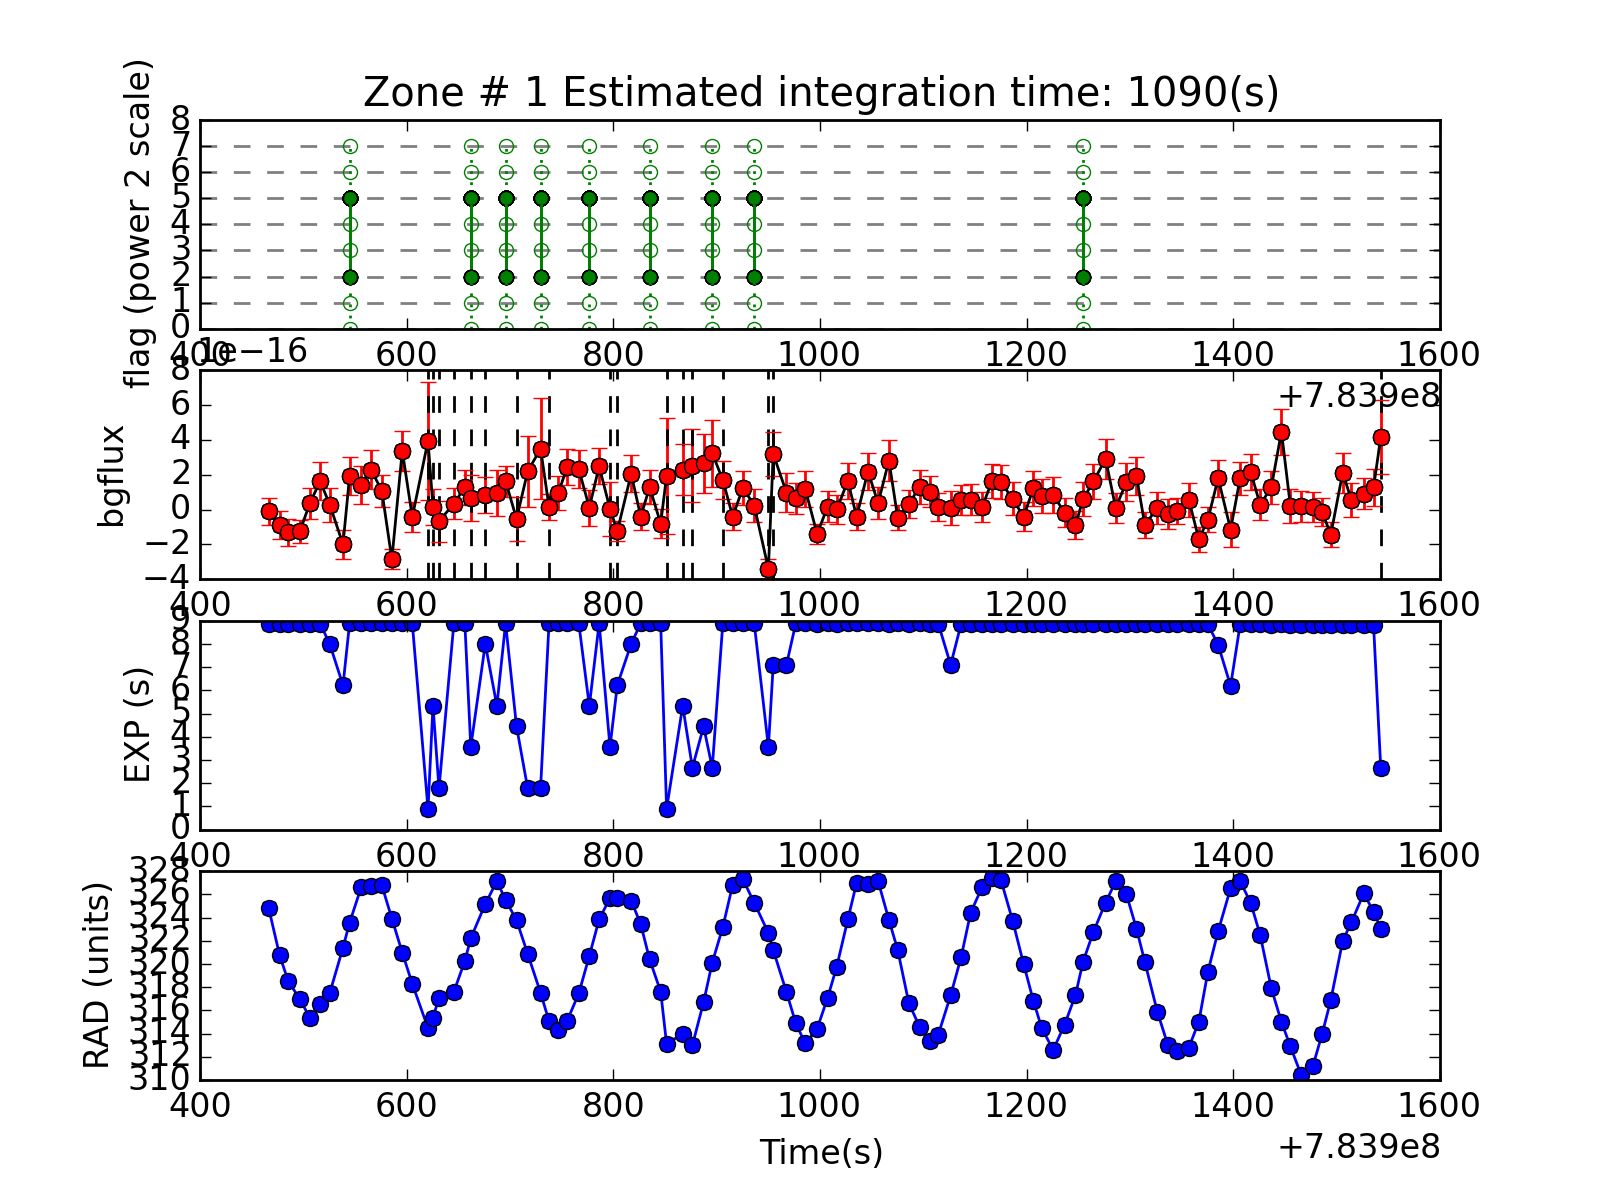 Zone # 1 Estimated integration time: 1090(s)
flag (power 2 scale)
8
7
6
5
4
3
2
1
0
400 600 800 1000 1200 1400 1600
1e−16
+7.839e8
bgflux
8
6
4
2
0
−2
−4
400 600 800 1000 1200 1400 1600
EXP (s)
9
8
7
6
5
4
3
2
1
0
400 600 800 1000 1200 1400 1600
RAD (units)
328
326
324
322
320
318
316
314
312
310
400 600 800 1000 1200 1400 1600
Time(s)
+7.839e8